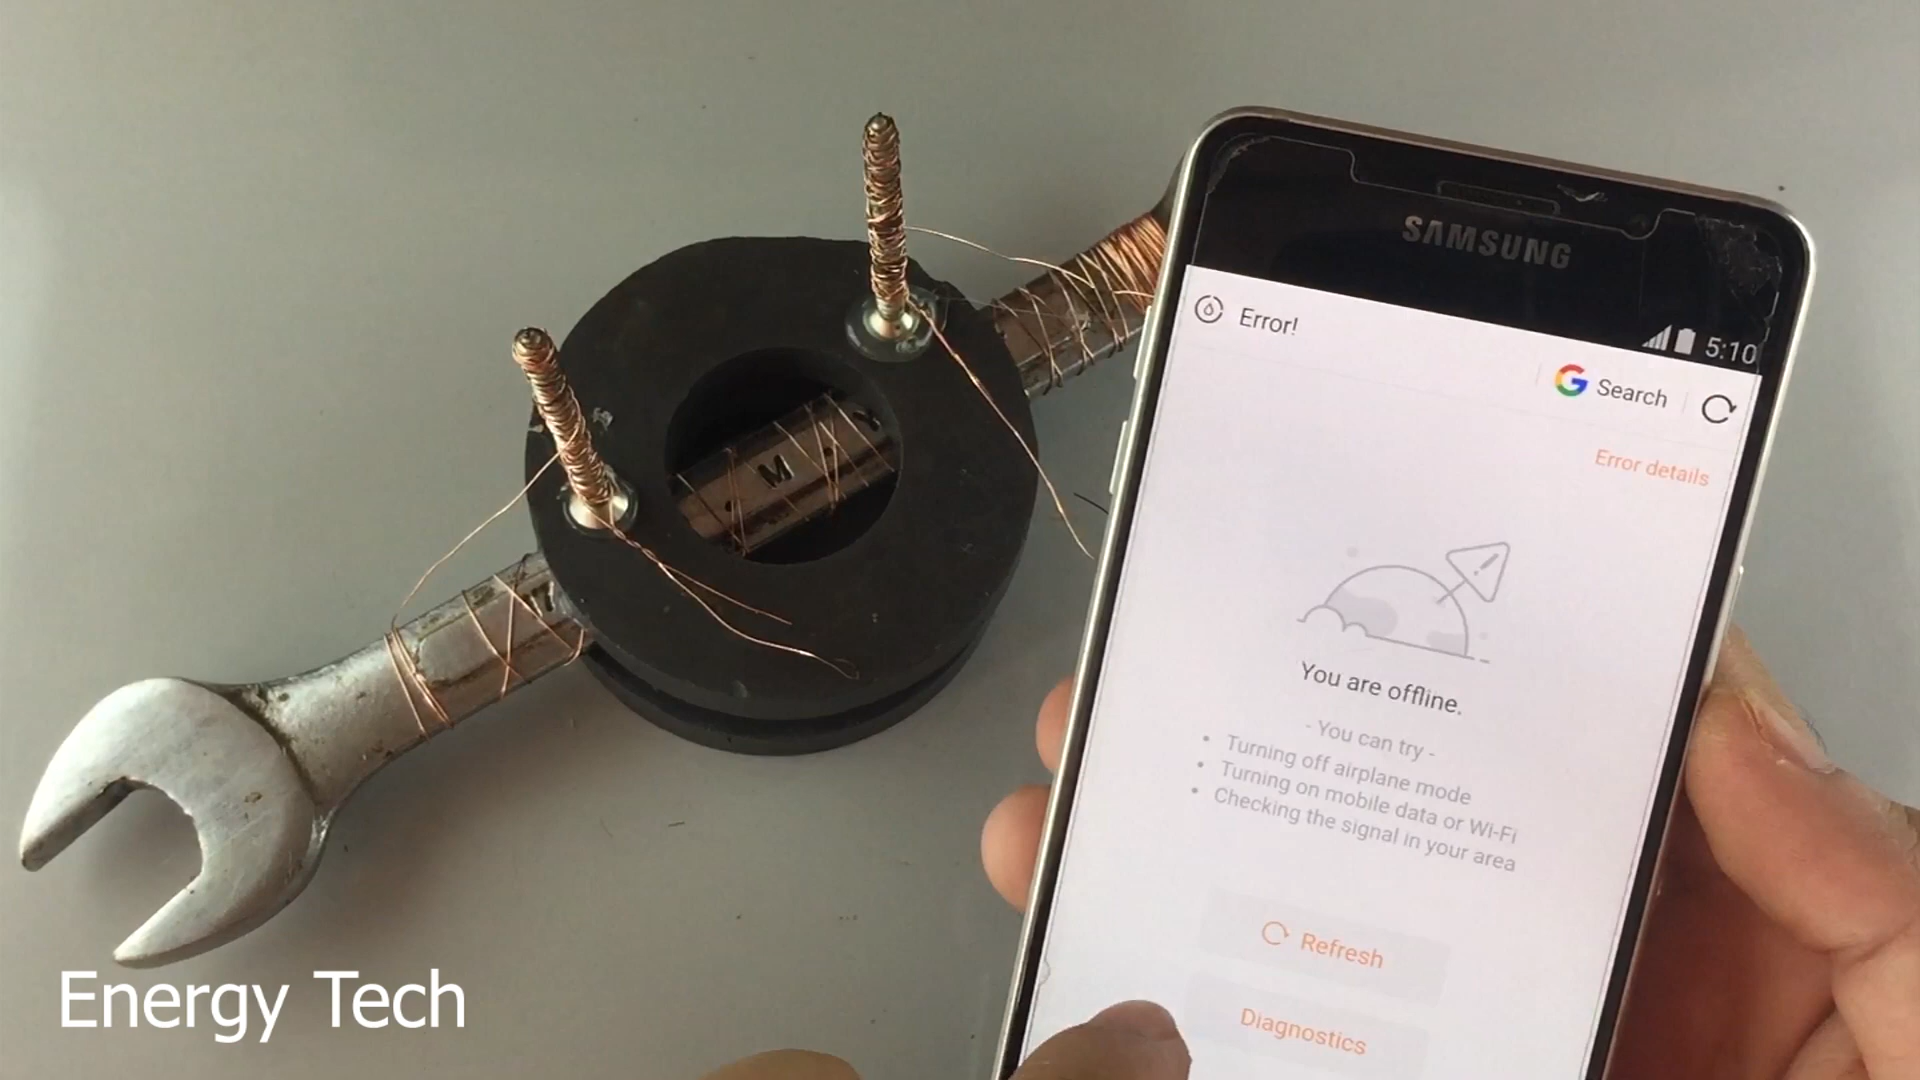 SAMSUNG
5:10
Error!
Search
Error details
M
You are offline.
- You can try -
• Turning off airplane mode
• Turning on mobile data or Wi-Fi
• Checking the signal in your area
Refresh
Diagnostics
Energy Tech